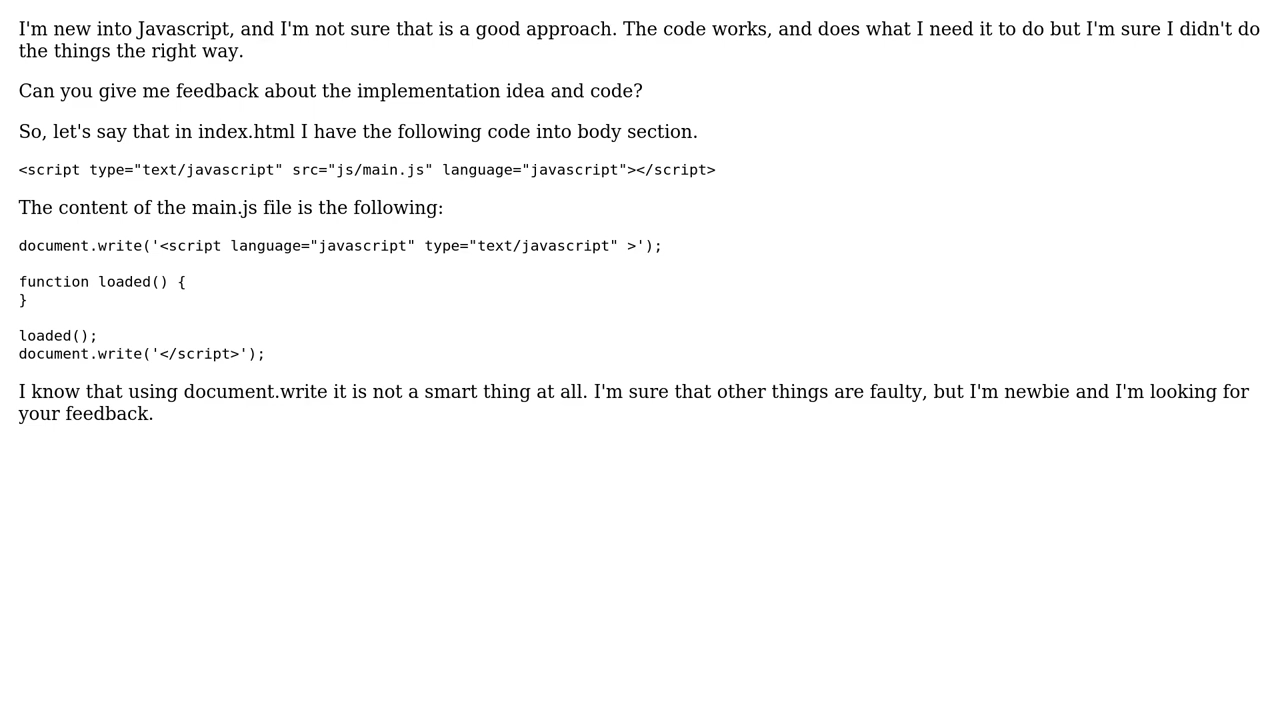 I'm new into Javascript, and I'm not sure that is a good approach. The code works, and does what I need it to do but I'm sure I didn't do
the things the right way.
Can you give me feedback about the implementation idea and code?
So, let's say that in index.html I have the following code into body section.
<script type="text/javascript" src="js/main.js" language="javascript"></script>
The content of the main.js file is the following:
document.write('<script language="javascript" type="text/javascript" >');
function loaded() {
}
loaded();
document.write('</script>');
I know that using document.write it is not a smart thing at all. I'm sure that other things are faulty, but I'm newbie and I'm looking for
your feedback.